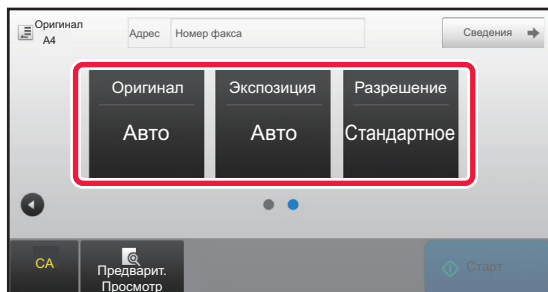 Оригинал
A4
Адрес
Номер факса
Сведения
Оригинал
Экспозиция
Разрешение
Авто
Авто
Стандартное
CA
Предварит.
Просмотр
Старт